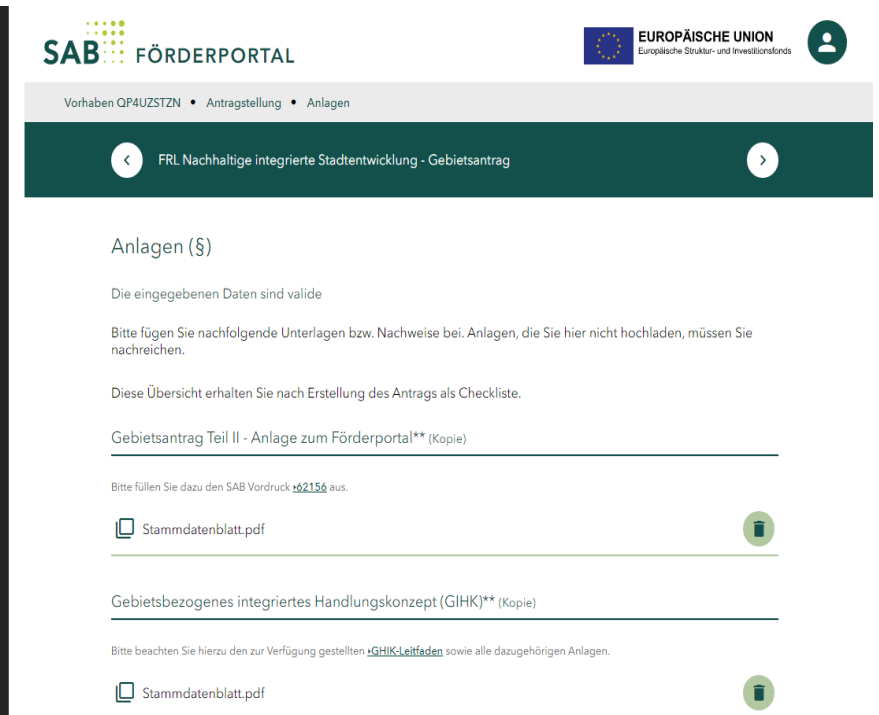 SAB FÖRDERPORTAL
EUROPÄISCHE UNION
Europäische Struktur- und Investitionsfonds
Vorhaben QP4UZSTZN • Antragstellung • Anlagen
FRL Nachhaltige integrierte Stadtentwicklung - Gebietsantrag
Anlagen (§)
Die eingegebenen Daten sind valide
Bitte fügen Sie nachfolgende Unterlagen bzw. Nachweise bei. Anlagen, die Sie hier nicht hochladen, müssen Sie
nachreichen.
Diese Übersicht erhalten Sie nach Erstellung des Antrags als Checkliste.
Gebietsantrag Teil II - Anlage zum Förderportal** (Kopie)
Bitte füllen Sie dazu den SAB Vordruck ›62156 aus.
Stammdatenblatt.pdf
Gebietsbezogenes integriertes Handlungskonzept (GIHK)** (Kopie)
Bitte beachten Sie hierzu den zur Verfügung gestellten ›GHIK-Leitfaden sowie alle dazugehörigen Anlagen.
Stammdatenblatt.pdf